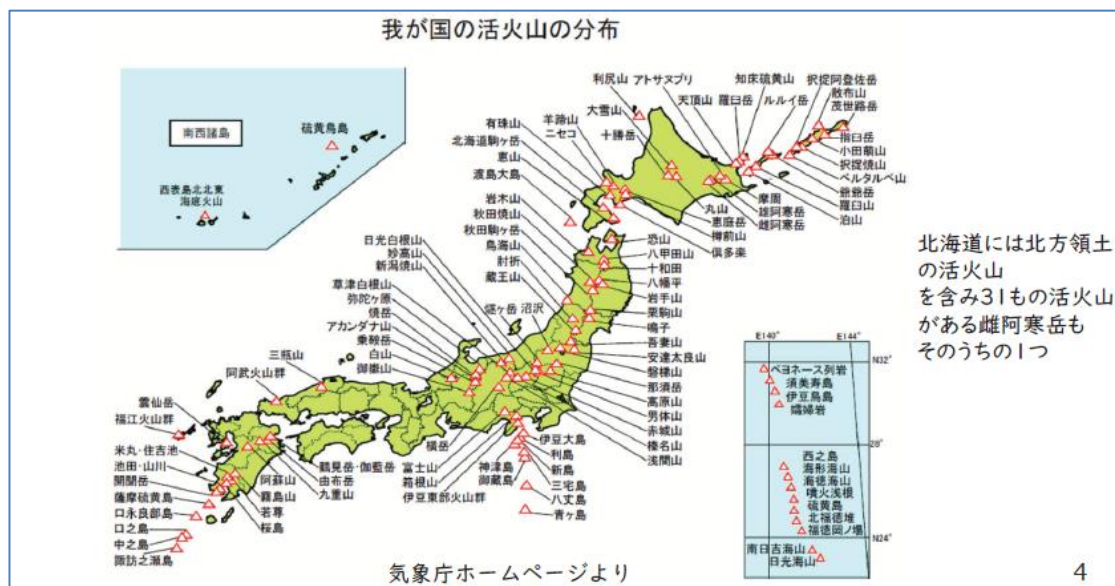 我が国の活火山の分布
南西諸島
硫黄鳥島
西表島北北東
海底火山
利尻山
アトサヌプリ
知床硫黄山
択捉阿登佐岳
天頂山
羅臼岳
ルルイ岳
散布山
茂世路岳
大雪山
十勝岳
羊蹄山
ニセコ
有珠山
北海道駒ヶ岳
恵山
渡島大島
指臼岳
小田萌山
択捉焼山
ベルタルベ山
爺爺岳
羅臼山
泊山
摩周
雄阿寒岳
雌阿寒岳
丸山
恵庭岳
樽前山
倶多楽
岩木山
秋田焼山
秋田駒ヶ岳
鳥海山
肘折
蔵王山
恐山
八甲田山
十和田
八幡平
岩手山
栗駒山
鳴子
吾妻山
安達太良山
磐梯山
那須岳
高原山
男体山
赤城山
榛名山
浅間山
日光白根山
妙高山
新潟焼山
草津白根山
弥陀ヶ原
焼岳
アカンダナ山
乗鞍岳
白山
御嶽山
燧ヶ岳
沼沢
三瓶山
阿武火山群
雲仙岳
福江火山群
米丸・住吉池
池田・山川
開聞岳
薩摩硫黄島
口永良部島
口之島
中之島
諏訪之瀬島
鶴見岳・伽藍岳
由布岳
九重山
阿蘇山
霧島山
若尊
桜島
横岳
富士山
箱根山
伊豆東部火山群
伊豆大島
利島
新島
神津島
三宅島
御蔵島
八丈島
青ヶ島
E140
E144
N32
ベヨネース列岩
須美寿島
伊豆鳥島
孀婦岩
28
西之島
海形海山
海徳海山
噴火浅根
硫黄島
北福徳堆
福徳岡ノ場
N24
南日吉海山
日光海山
北海道には北方領土
の活火山
を含み31もの活火山
がある雌阿寒岳も
そのうちの1つ
気象庁ホームページより
4